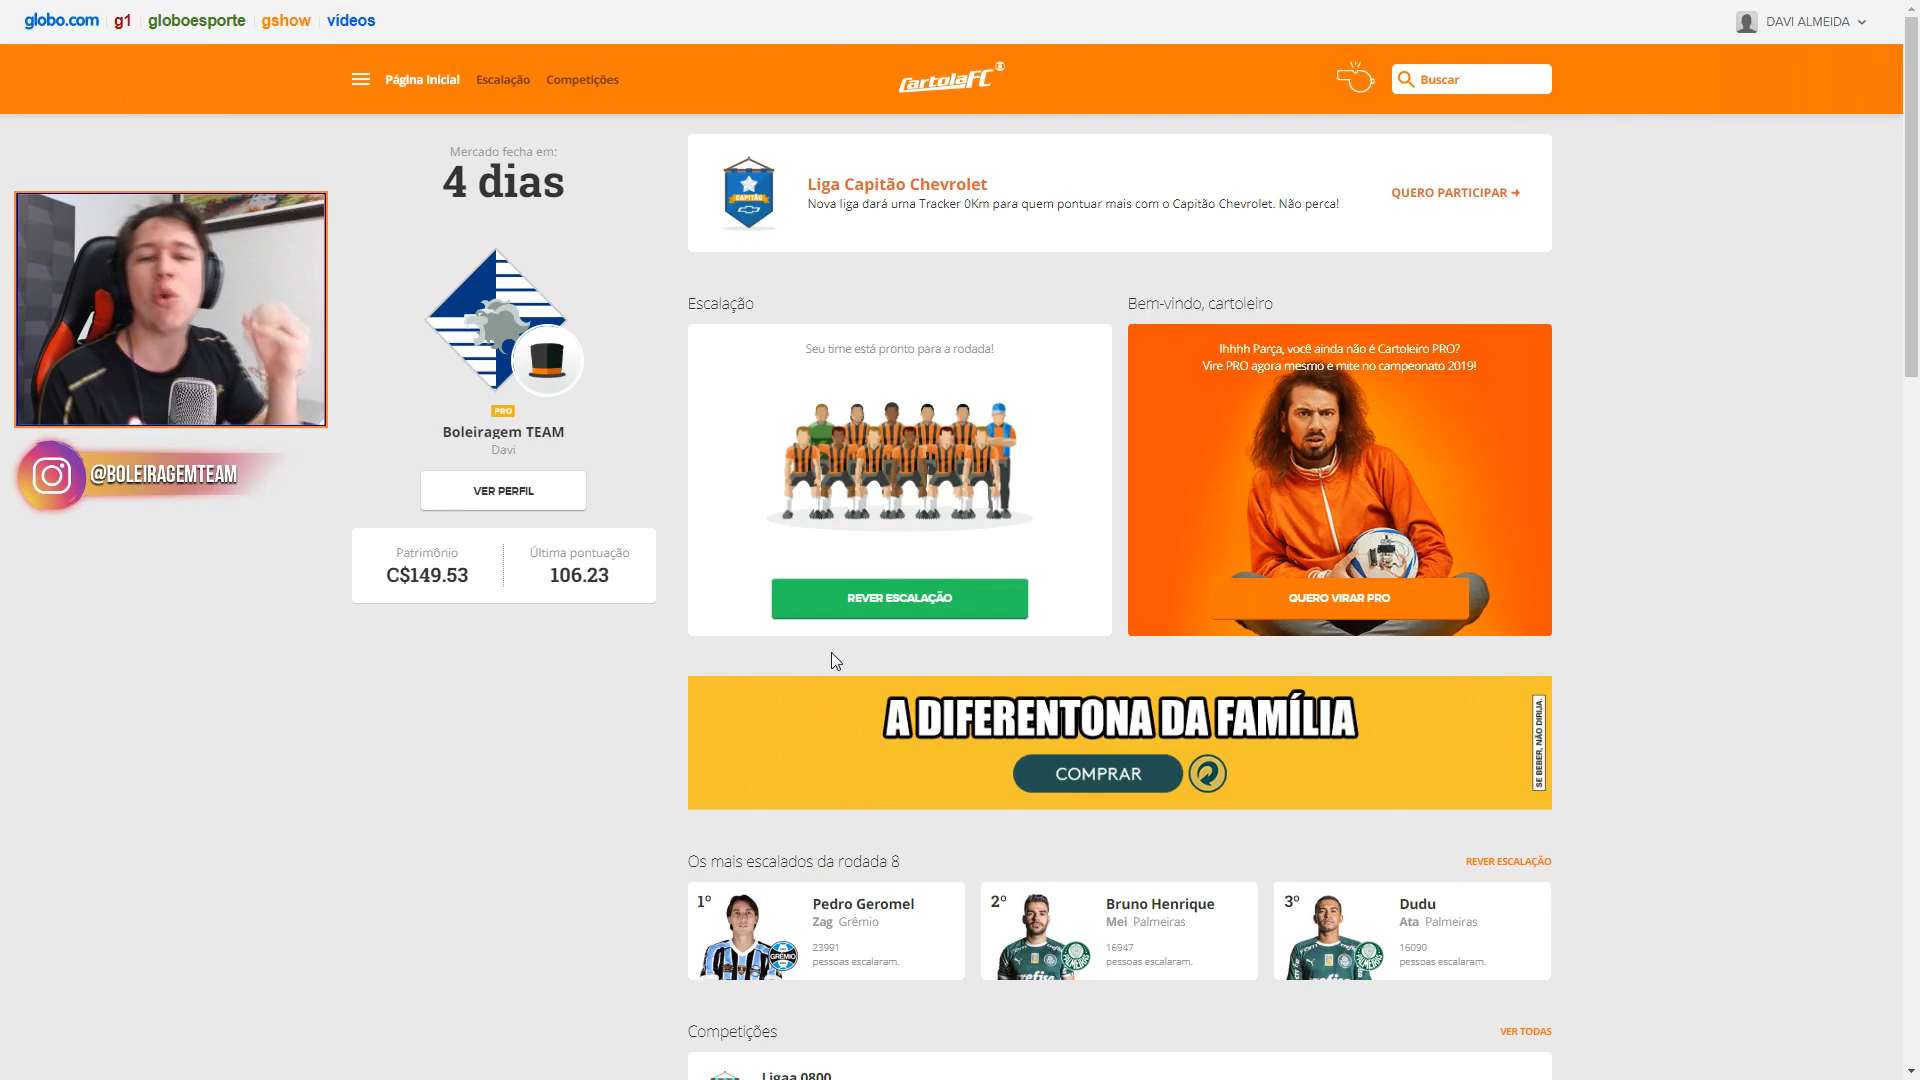 globo.com g1 globoesporte gshow vídeos
DAVI ALMEIDA
Página Inicial Escalação Competições
CartolaFC
Buscar
Mercado fecha em:
4 dias
PRO
Boleiragem TEAM
Davi
VER PERFIL
Patrimônio
C$149.53
Última pontuação
106.23
@BOLEIRAGEMTEAM
CAPITÃO
Liga Capitão Chevrolet
Nova liga dará uma Tracker 0Km para quem pontuar mais com o Capitão Chevrolet. Não perca!
QUERO PARTICIPAR
Escalação
Seu time está pronto para a rodada!
REVER ESCALAÇÃO
Bem-vindo, cartoleiro
Ihhhh Parça, você ainda não é Cartoleiro PRO?
Vire PRO agora mesmo e mite no campeonato 2019!
QUERO VIRAR PRO
A DIFERENTONA DA FAMÍLIA
COMPRAR
SE BEBER, NÃO DIRIJA.
Os mais escalados da rodada 8
REVER ESCALAÇÃO
1º
Pedro Geromel
Zag Grêmio
23991
pessoas escalaram.
GRÊMIO
2º
Bruno Henrique
Mei Palmeiras
16947
pessoas escalaram.
3º
Dudu
Ata Palmeiras
16090
pessoas escalaram.
Competições
VER TODAS
Ligaa 0800